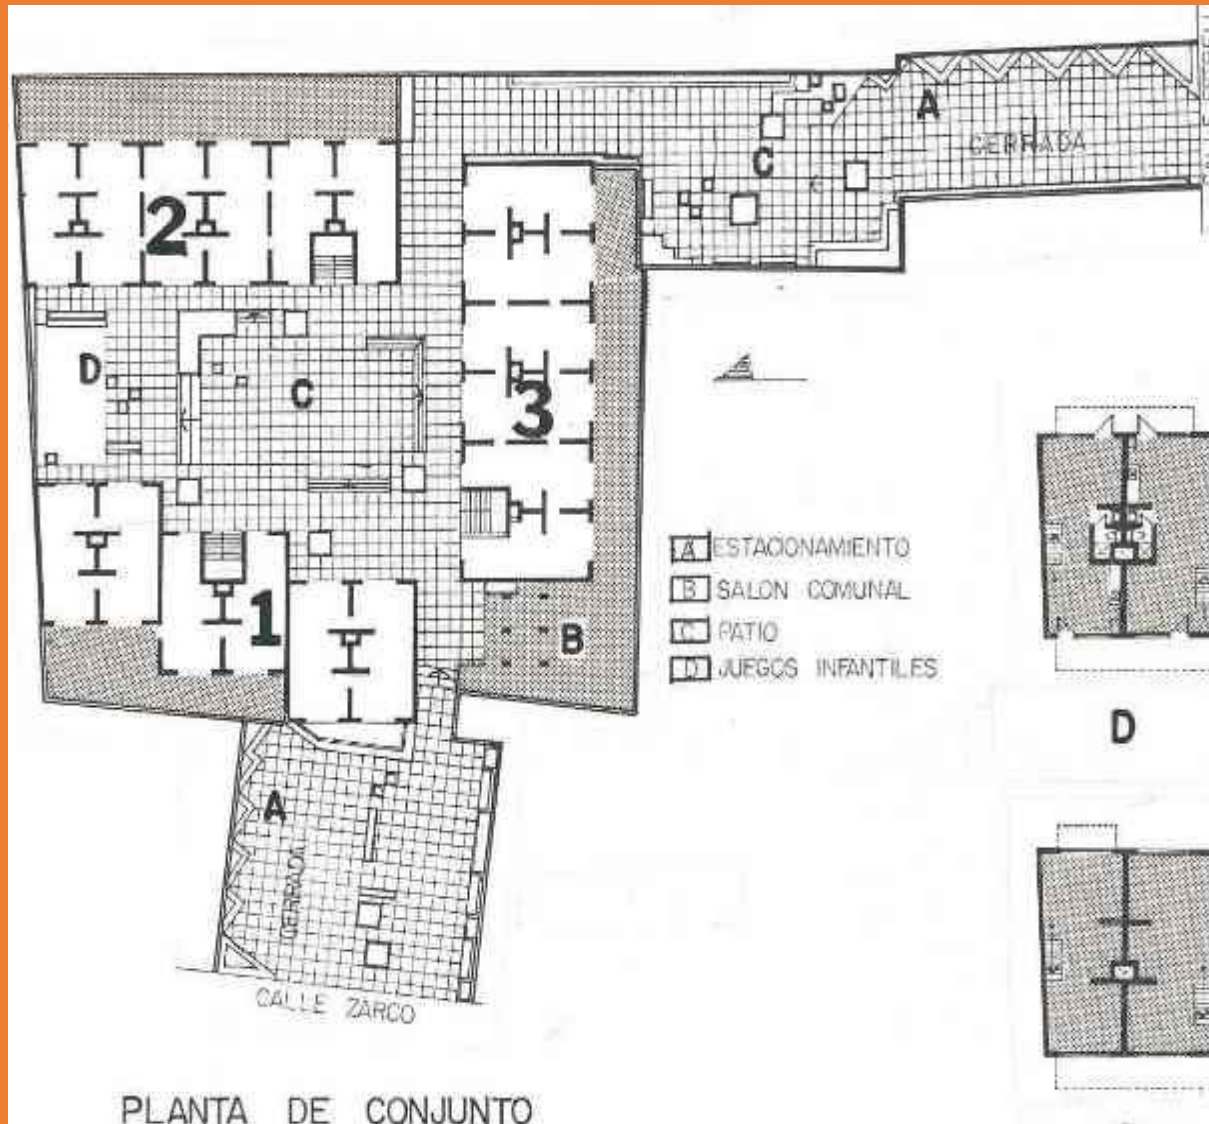 A
CERRADA
C
2
D
C
3
1
B
A ESTACIONAMIENTO
B SALON COMUNAL
C PATIO
D JUEGOS INFANTILES
D
A
CERRADA
CALLE ZARCO
PLANTA DE CONJUNTO